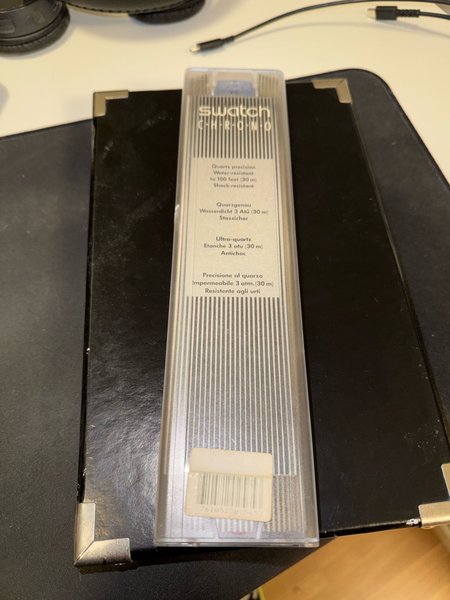 swatch
CHRONO
Quartz precision
Water-resistant
to 100 feet (30 m)
Shock-resistant
Quarzgenau
Wasserdicht 3 Atü (30 m)
Stossicher
Ultra-quartz
Etanche 3 atu (30 m)
Antichoc
Precisione al quarzo
Impermeabile 3 atm. (30 m)
Resistente agli urti